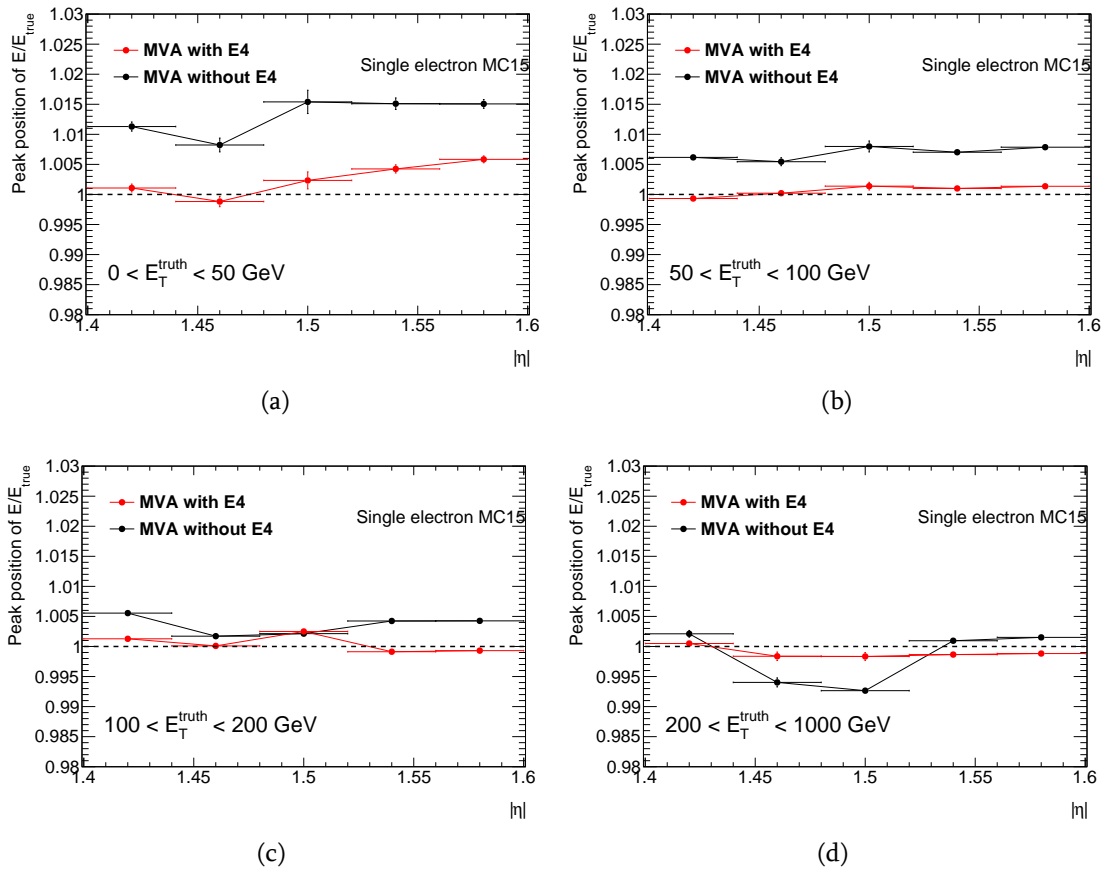 Peak position of E/E_true
1.03
1.025
1.02
1.015
1.01
1.005
1
0.995
0.99
0.985
0.98
MVA with E4
MVA without E4
Single electron MC15
0 < E_T^truth < 50 GeV
1.4 1.45 1.5 1.55 1.6
|η|
(a)
Peak position of E/E_true
1.03
1.025
1.02
1.015
1.01
1.005
1
0.995
0.99
0.985
0.98
MVA with E4
MVA without E4
Single electron MC15
50 < E_T^truth < 100 GeV
1.4 1.45 1.5 1.55 1.6
|η|
(b)
Peak position of E/E_true
1.03
1.025
1.02
1.015
1.01
1.005
1
0.995
0.99
0.985
0.98
MVA with E4
MVA without E4
Single electron MC15
100 < E_T^truth < 200 GeV
1.4 1.45 1.5 1.55 1.6
|η|
(c)
Peak position of E/E_true
1.03
1.025
1.02
1.015
1.01
1.005
1
0.995
0.99
0.985
0.98
MVA with E4
MVA without E4
Single electron MC15
200 < E_T^truth < 1000 GeV
1.4 1.45 1.5 1.55 1.6
|η|
(d)